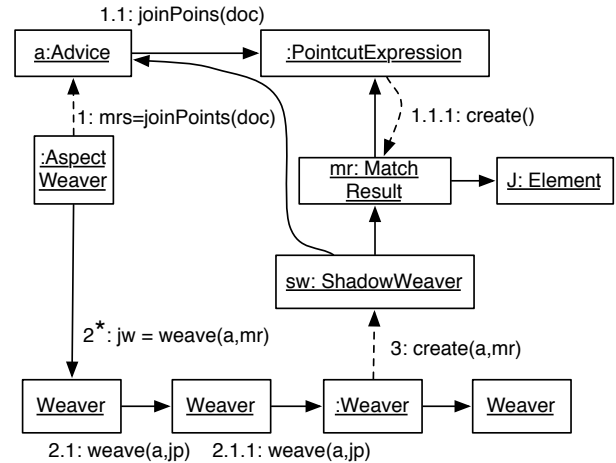 1.1: joinPoins(doc)
a:Advice
:PointcutExpression
1: mrs=joinPoints(doc)
1.1.1: create()
:Aspect
Weaver
mr: Match
Result
J: Element
sw: ShadowWeaver
2*: jw = weave(a,mr)
3: create(a,mr)
Weaver
Weaver
:Weaver
Weaver
2.1: weave(a,jp)
2.1.1: weave(a,jp)